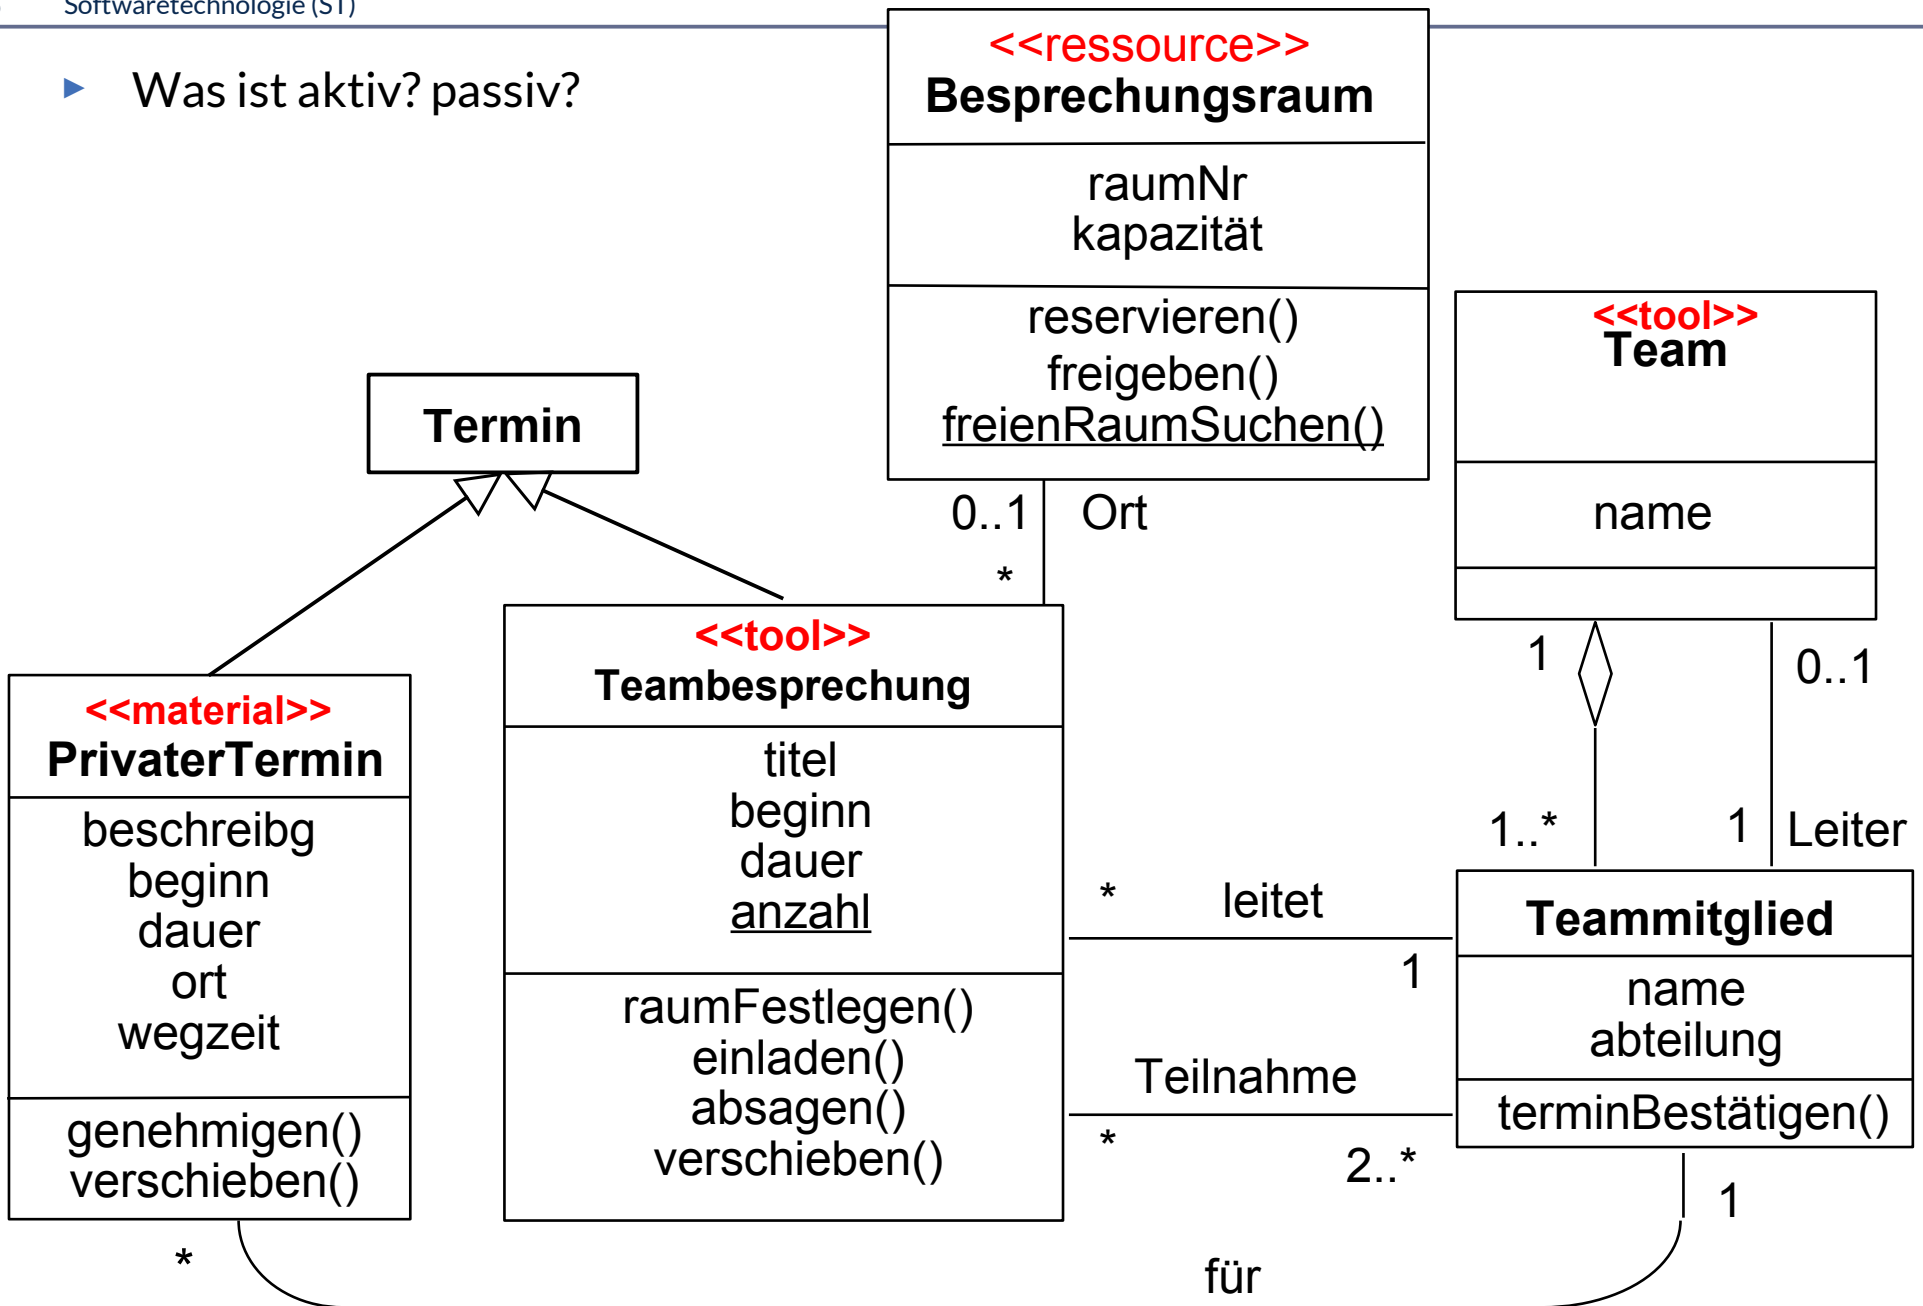 Softwaretechnologie (ST)
► Was ist aktiv? passiv?
<<ressource>>
Besprechungsraum
raumNr
kapazität
reservieren()
freigeben()
freienRaumSuchen()
<<tool>>
Team
name
Termin
0..1 Ort
*
1
0..1
<<tool>>
Teambesprechung
titel
beginn
dauer
anzahl
raumFestlegen()
einladen()
absagen()
verschieben()
<<material>>
PrivaterTermin
beschreibg
beginn
dauer
ort
wegzeit
genehmigen()
verschieben()
1..*
1 Leiter
* leitet
1
Teammitglied
name
abteilung
terminBestätigen()
Teilnahme
*
2..*
1
*
für